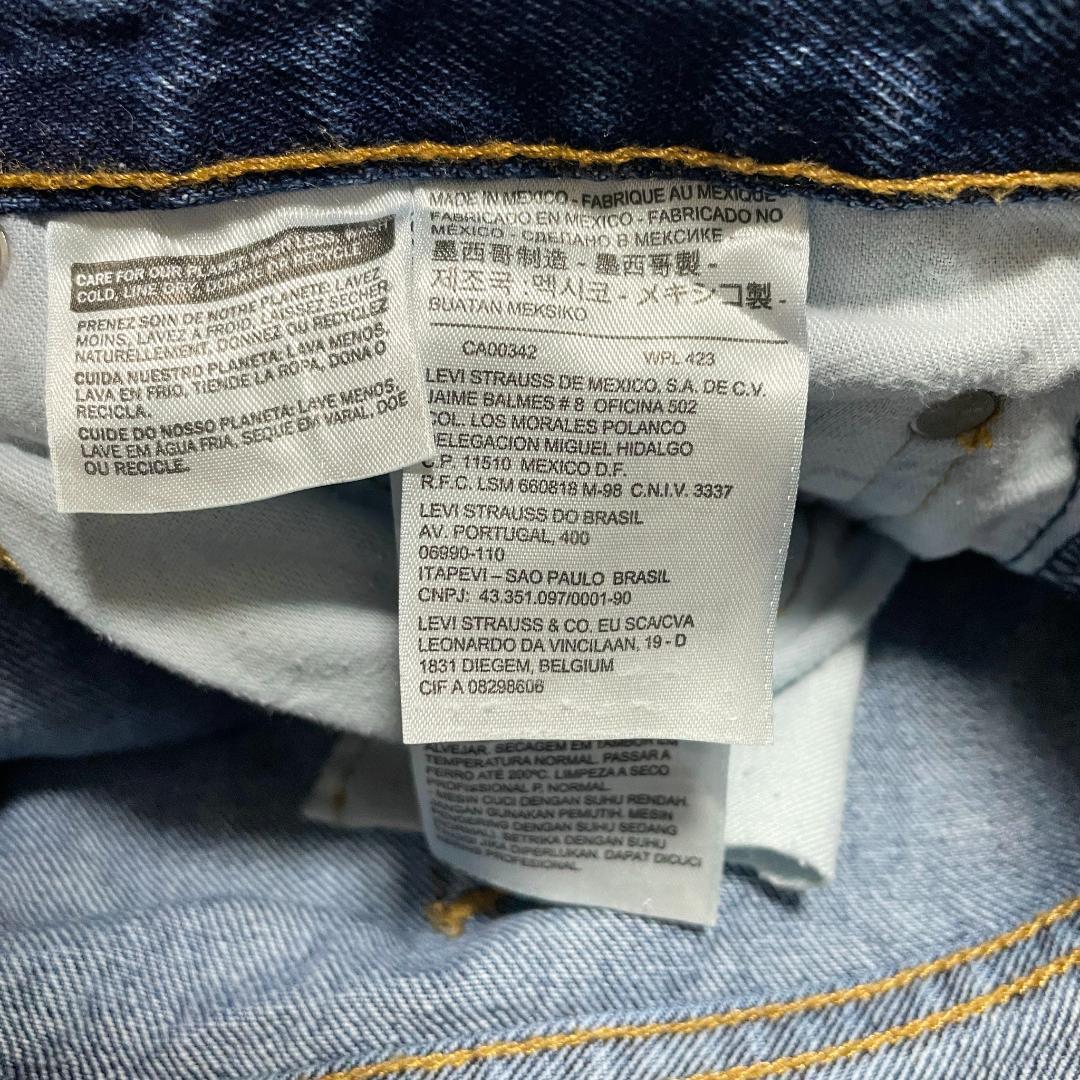 CARE FOR OUR PLANET: WASH LESS, WASH
COLD, LINE DRY, DONATE OR RECYCLE.
PRENEZ SOIN DE NOTRE PLANETE: LAVEZ
MOINS, LAVEZ A FROID, LAISSEZ SECHER
NATURELLEMENT, DONNEZ OU RECYCLEZ
CUIDA NUESTRO PLANETA: LAVA MENOS,
LAVA EN FRIO, TIENDE LA ROPA, DONA O
RECICLA.
CUIDE DO NOSSO PLANETA: LAVE MENOS,
LAVE EM ÁGUA FRIA, SEQUE EM VARAL, DOE
OU RECICLE.
MADE IN MEXICO - FABRIQUE AU MEXIQUE
FABRICADO EN MEXICO - FABRICADO NO
MÉXICO - СДЕЛАНО В МЕКСИКЕ -
墨西哥制造 - 墨西哥製 -
제조국 :멕시코 - メキシコ製 -
BUATAN MEKSIKO
CA00342 WPL 423
LEVI STRAUSS DE MEXICO, S.A. DE C.V.
JAIME BALMES # 8 OFICINA 502
COL. LOS MORALES POLANCO
DELEGACION MIGUEL HIDALGO
C.P. 11510 MEXICO D.F.
R.F.C. LSM 660818 M-98 C.N.I.V. 3337
LEVI STRAUSS DO BRASIL
AV. PORTUGAL, 400
06990-110
ITAPEVI – SAO PAULO BRASIL
CNPJ: 43.351.097/0001-90
LEVI STRAUSS & CO. EU SCA/CVA
LEONARDO DA VINCILAAN, 19 - D
1831 DIEGEM, BELGIUM
CIF A 08298606
ALVEJAR. SECAGEM EM TAMBOR EM
TEMPERATURA NORMAL. PASSAR A
FERRO ATÉ 200ºC. LIMPEZA A SECO
PROFISSIONAL P, NORMAL.
MESIN CUCI DENGAN SUHU RENDAH.
JANGAN GUNAKAN PEMUTIH. MESIN
DENGAN SUHU SEDANG
SETRIKA DENGAN SUHU
JIKA DIPERLUKAN. DAPAT DICUCI
PROFESIONAL.